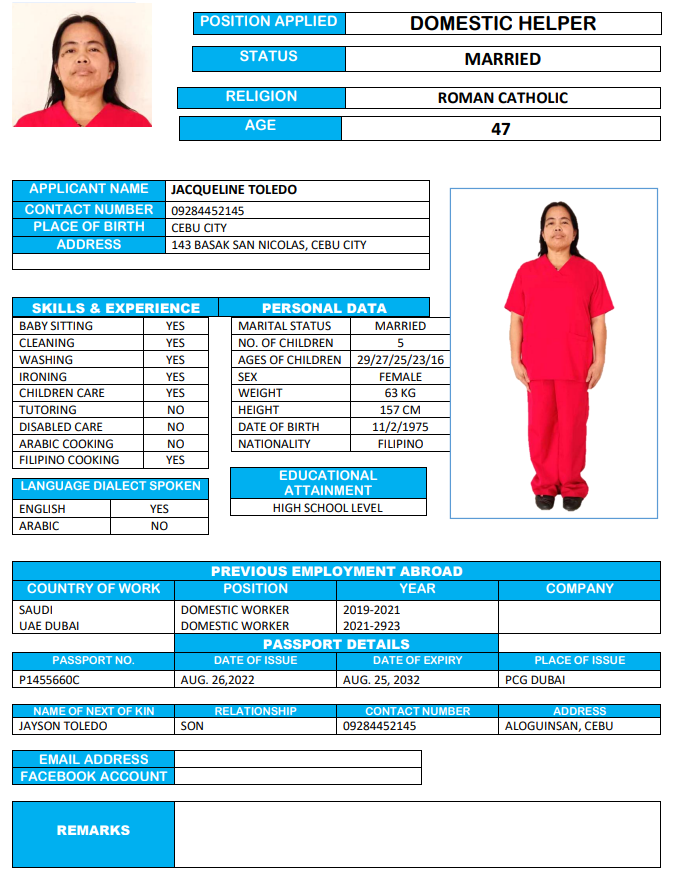 POSITION APPLIED DOMESTIC HELPER
STATUS MARRIED
RELIGION ROMAN CATHOLIC
AGE 47
APPLICANT NAME JACQUELINE TOLEDO
CONTACT NUMBER 09284452145
PLACE OF BIRTH CEBU CITY
ADDRESS 143 BASAK SAN NICOLAS, CEBU CITY
SKILLS & EXPERIENCE PERSONAL DATA
BABY SITTING YES MARITAL STATUS MARRIED
CLEANING YES NO. OF CHILDREN 5
WASHING YES AGES OF CHILDREN 29/27/25/23/16
IRONING YES SEX FEMALE
CHILDREN CARE YES WEIGHT 63 KG
TUTORING NO HEIGHT 157 CM
DISABLED CARE NO DATE OF BIRTH 11/2/1975
ARABIC COOKING NO NATIONALITY FILIPINO
FILIPINO COOKING YES
LANGUAGE DIALECT SPOKEN
ENGLISH YES
ARABIC NO
EDUCATIONAL
ATTAINMENT
HIGH SCHOOL LEVEL
PREVIOUS EMPLOYMENT ABROAD
COUNTRY OF WORK POSITION YEAR COMPANY
SAUDI DOMESTIC WORKER 2019-2021
UAE DUBAI DOMESTIC WORKER 2021-2923
PASSPORT DETAILS
PASSPORT NO. DATE OF ISSUE DATE OF EXPIRY PLACE OF ISSUE
P1455660C AUG. 26,2022 AUG. 25, 2032 PCG DUBAI
NAME OF NEXT OF KIN RELATIONSHIP CONTACT NUMBER ADDRESS
JAYSON TOLEDO SON 09284452145 ALOGUINSAN, CEBU
EMAIL ADDRESS
FACEBOOK ACCOUNT
REMARKS